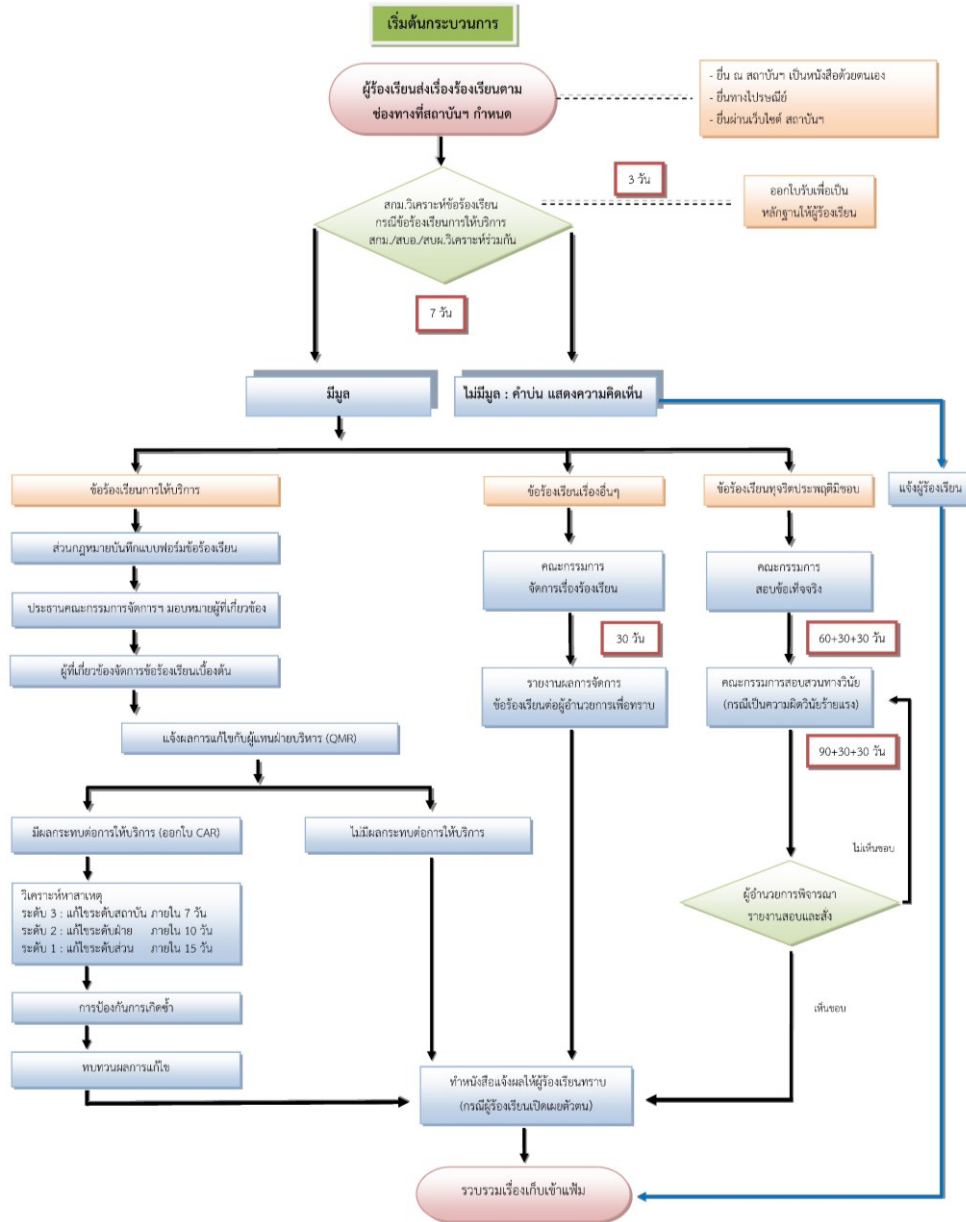 เริ่มต้นกระบวนการ
ผู้ร้องเรียนส่งเรื่องร้องเรียนตาม
ช่องทางที่สถาบันฯ กำหนด
- ยื่น ณ สถาบันฯ เป็นหนังสือด้วยตนเอง
- ยื่นทางไปรษณีย์
- ยื่นผ่านเว็บไซต์ สถาบันฯ
3 วัน
ออกใบรับเพื่อเป็น
หลักฐานให้ผู้ร้องเรียน
สกม.วิเคราะห์ข้อร้องเรียน
กรณีข้อร้องเรียนการให้บริการ
สกม./สบอ./สบผ.วิเคราะห์ร่วมกัน
7 วัน
มีมูล
ไม่มีมูล : คำบ่น แสดงความคิดเห็น
ข้อร้องเรียนการให้บริการ
ข้อร้องเรียนเรื่องอื่นๆ
ข้อร้องเรียนทุจริตประพฤติมิชอบ
แจ้งผู้ร้องเรียน
ส่วนกฎหมายบันทึกแบบฟอร์มข้อร้องเรียน
คณะกรรมการ
จัดการเรื่องร้องเรียน
คณะกรรมการ
สอบข้อเท็จจริง
ประธานคณะกรรมการจัดการฯ มอบหมายผู้ที่เกี่ยวข้อง
30 วัน
60+30+30 วัน
ผู้ที่เกี่ยวข้องจัดการข้อร้องเรียนเบื้องต้น
รายงานผลการจัดการ
ข้อร้องเรียนต่อผู้อำนวยการเพื่อทราบ
คณะกรรมการสอบสวนทางวินัย
(กรณีเป็นความผิดวินัยร้ายแรง)
แจ้งผลการแก้ไขกับผู้แทนฝ่ายบริหาร (QMR)
90+30+30 วัน
มีผลกระทบต่อการให้บริการ (ออกใบ CAR)
ไม่มีผลกระทบต่อการให้บริการ
ไม่เห็นชอบ
วิเคราะห์หาสาเหตุ
ระดับ 3 : แก้ไขระดับสถาบัน ภายใน 7 วัน
ระดับ 2 : แก้ไขระดับฝ่าย ภายใน 10 วัน
ระดับ 1 : แก้ไขระดับส่วน ภายใน 15 วัน
ผู้อำนวยการพิจารณา
รายงานสอบและสั่ง
การป้องกันการเกิดซ้ำ
เห็นชอบ
ทบทวนผลการแก้ไข
ทำหนังสือแจ้งผลให้ผู้ร้องเรียนทราบ
(กรณีผู้ร้องเรียนเปิดเผยตัวตน)
รวบรวมเรื่องเก็บเข้าแฟ้ม